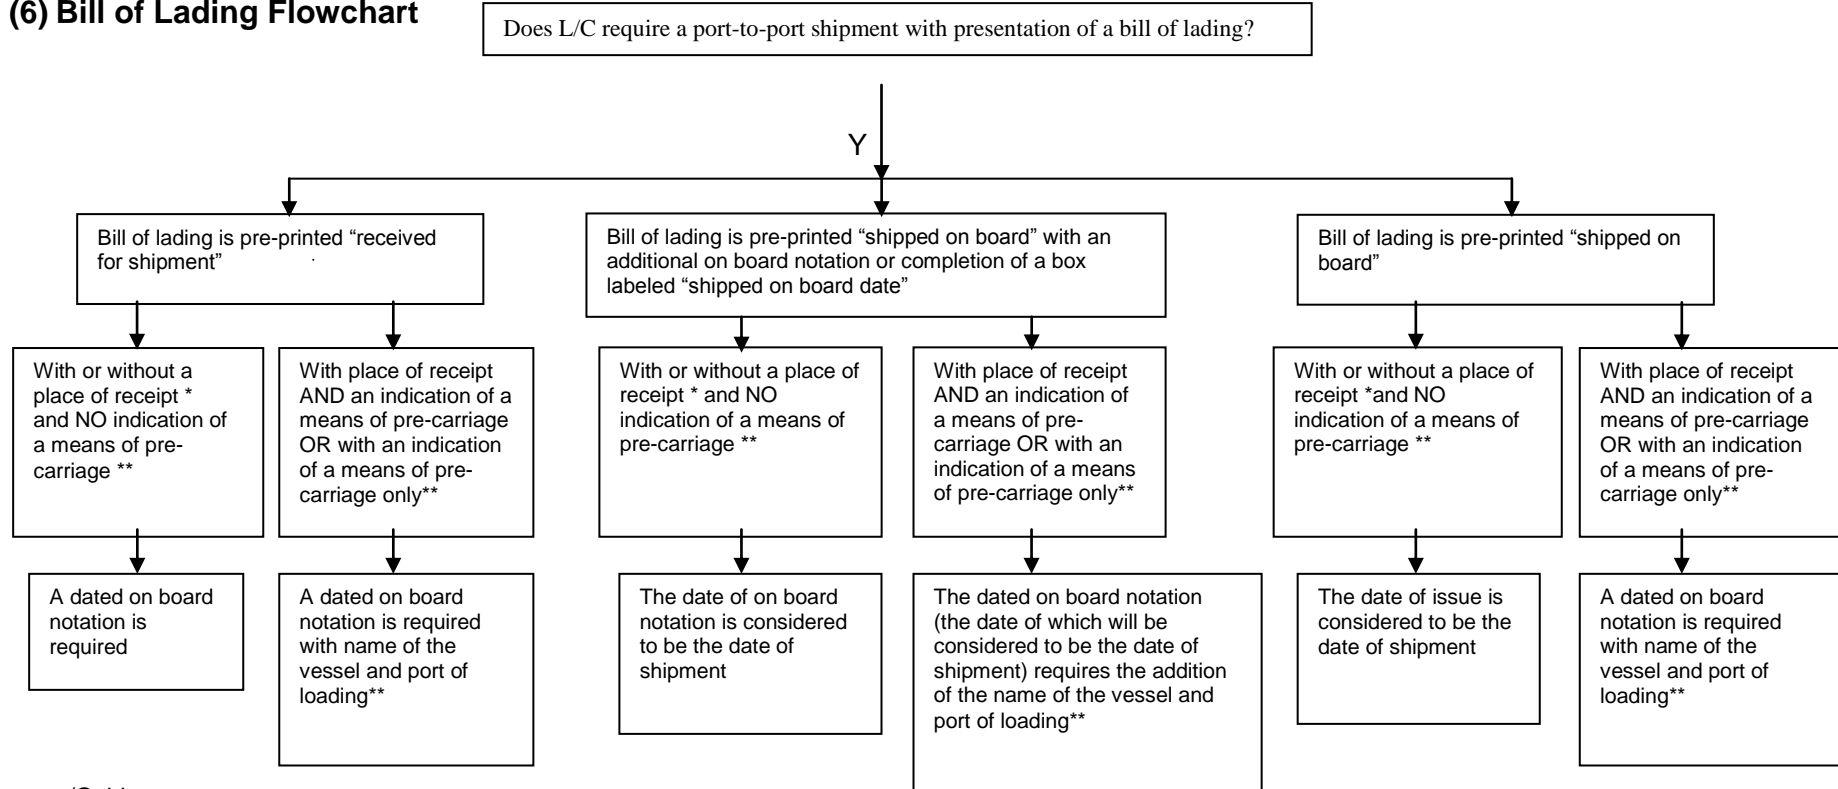 (6) Bill of Lading Flowchart
Does L/C require a port-to-port shipment with presentation of a bill of lading?
Y
Bill of lading is pre-printed “received
for shipment”
Bill of lading is pre-printed “shipped on board” with an
additional on board notation or completion of a box
labeled “shipped on board date”
Bill of lading is pre-printed “shipped on
board”
With or without a
place of receipt *
and NO indication of
a means of pre-
carriage **
With place of receipt
AND an indication of a
means of pre-carriage
OR with an indication
of a means of pre-
carriage only**
With or without a place of
receipt * and NO
indication of a means of
pre-carriage **
With place of receipt
AND an indication of
a means of pre-
carriage OR with an
indication of a means
of pre-carriage only**
With or without a place of
receipt *and NO
indication of a means of
pre-carriage **
With place of receipt
AND an indication of a
means of pre-carriage
OR with an indication
of a means of pre-
carriage only**
A dated on board
notation is
required
A dated on board
notation is required
with name of the
vessel and port of
loading**
The date of on board
notation is considered
to be the date of
shipment
The dated on board notation
(the date of which will be
considered to be the date of
shipment) requires the addition
of the name of the vessel and
port of loading**
The date of issue is
considered to be the
date of shipment
A dated on board
notation is required
with name of the
vessel and port of
loading**